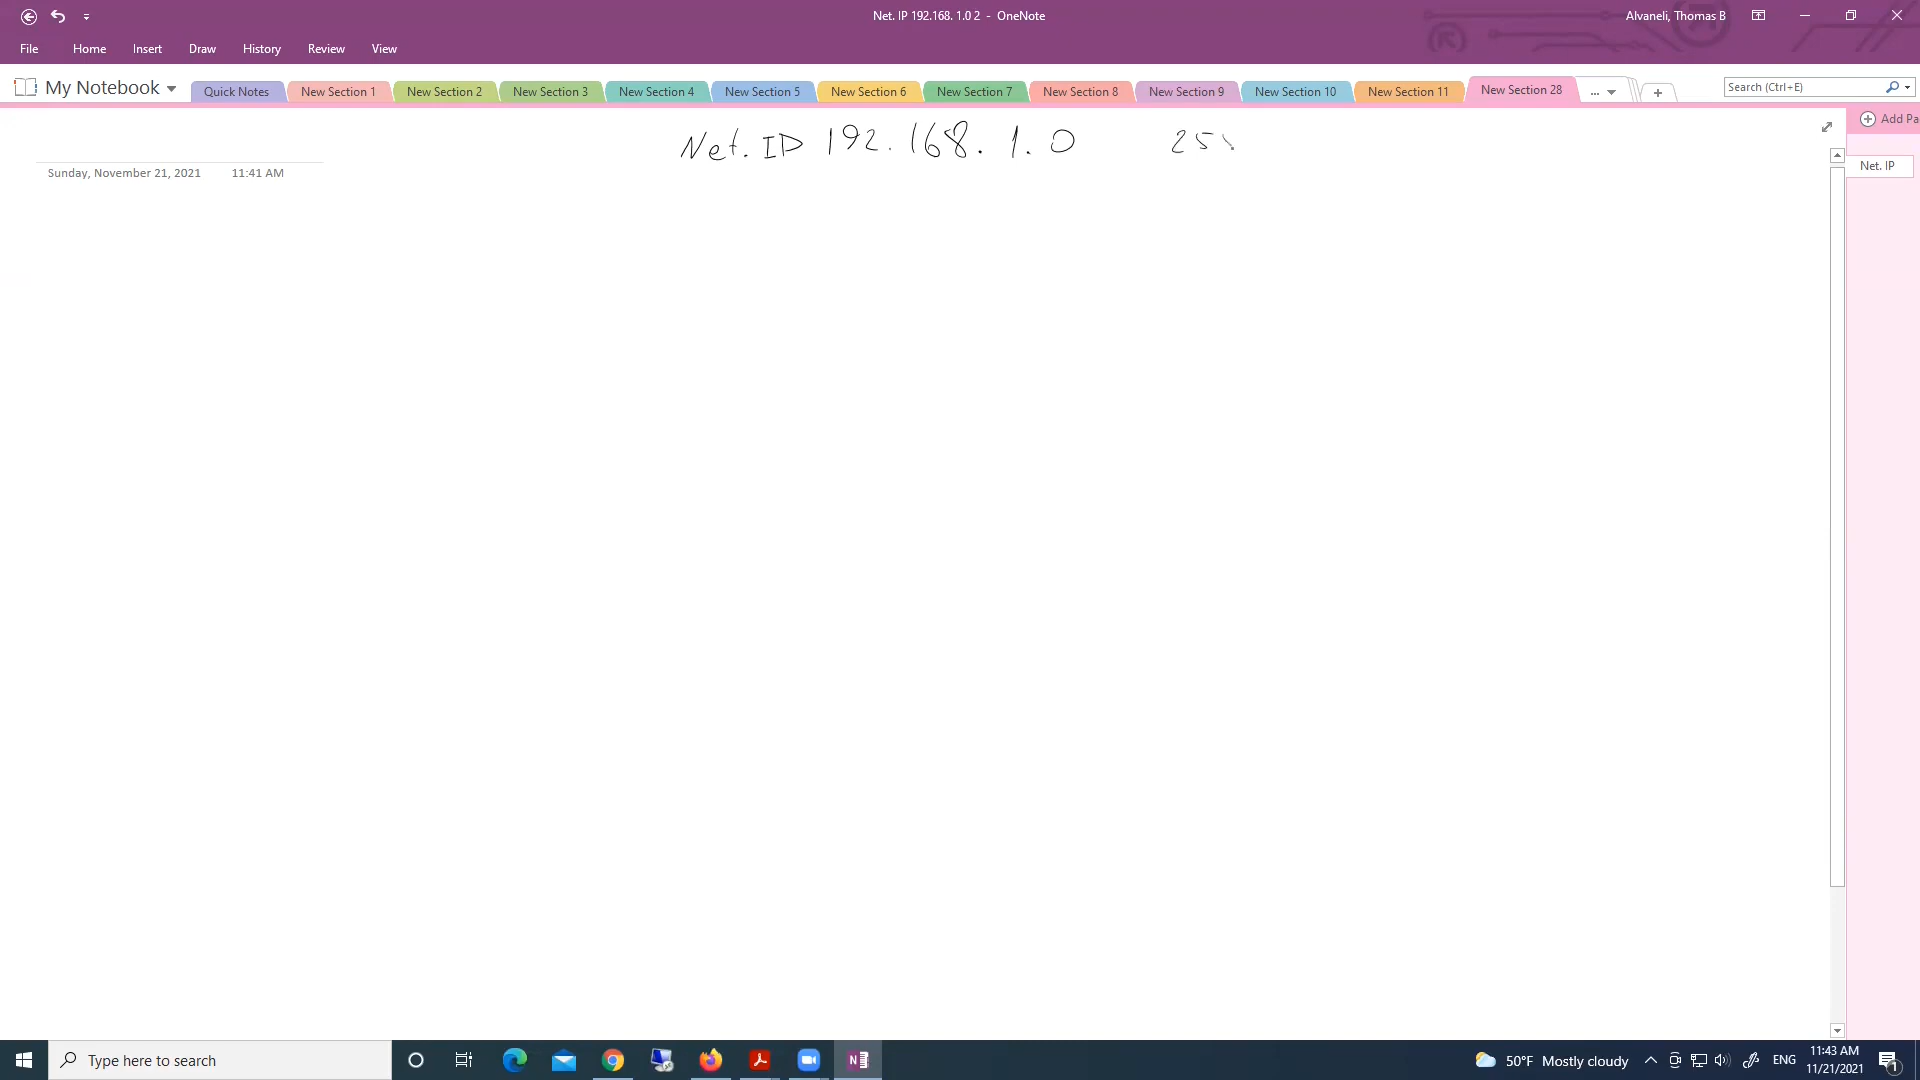 Net. IP 192.168. 1.0 2 - OneNote
Alvaneli, Thomas B
File Home Insert Draw History Review View
My Notebook
Quick Notes New Section 1 New Section 2 New Section 3 New Section 4 New Section 5 New Section 6 New Section 7 New Section 8 New Section 9 New Section 10 New Section 11 New Section 28 ...
Search (Ctrl+E)
Add Pa
Net. IP
Net. ID 192.168. 1. 0 25
Sunday, November 21, 2021 11:41 AM
Type here to search
50°F Mostly cloudy
ENG
11:43 AM
11/21/2021
1